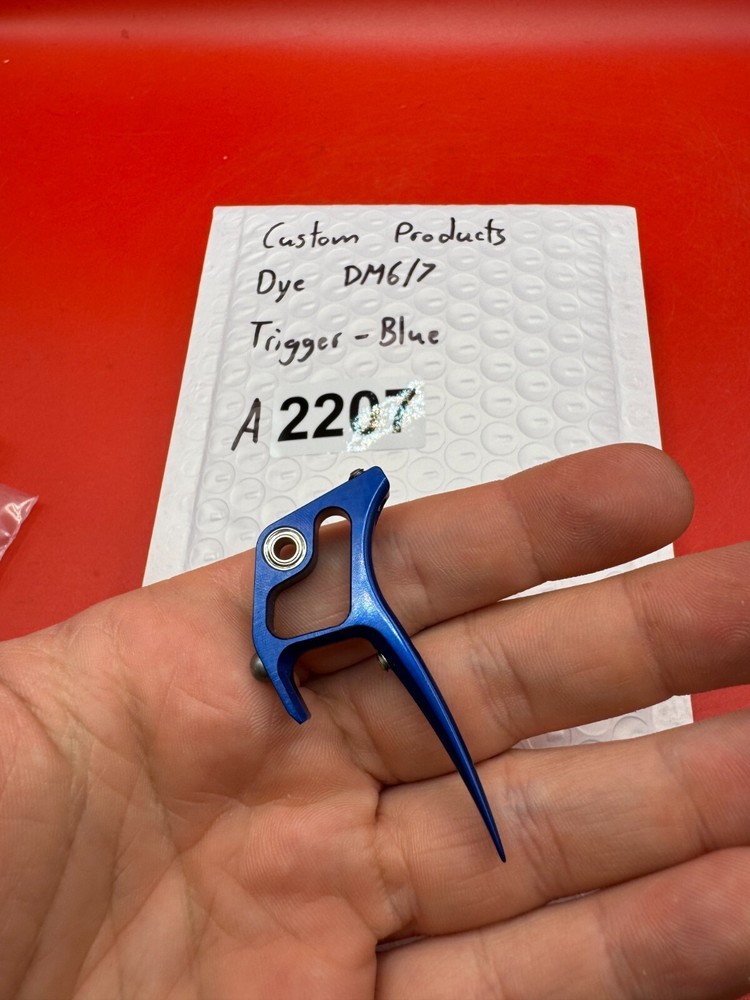 Custom Products
Dye DM6/7
Trigger - Blue
A 2207